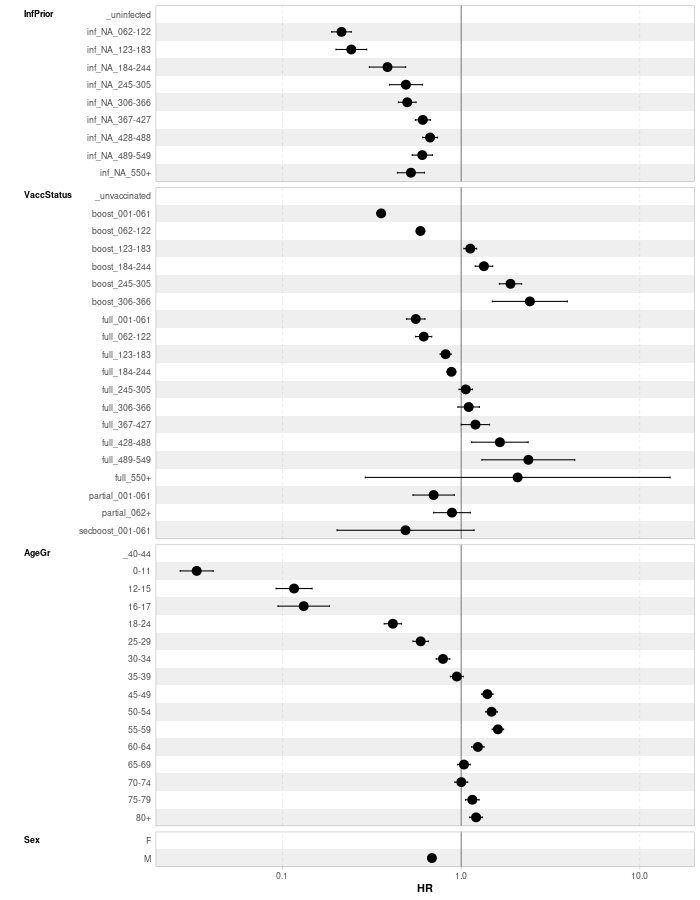 InfPrior
_uninfected
inf_NA_062-122
inf_NA_123-183
inf_NA_184-244
inf_NA_245-305
inf_NA_306-366
inf_NA_367-427
inf_NA_428-488
inf_NA_489-549
inf_NA_550+
VaccStatus
_unvaccinated
boost_001-061
boost_062-122
boost_123-183
boost_184-244
boost_245-305
boost_306-366
full_001-061
full_062-122
full_123-183
full_184-244
full_245-305
full_306-366
full_367-427
full_428-488
full_489-549
full_550+
partial_001-061
partial_062+
secboost_001-061
AgeGr
_40-44
0-11
12-15
16-17
18-24
25-29
30-34
35-39
45-49
50-54
55-59
60-64
65-69
70-74
75-79
80+
Sex
F
M
0.1 1.0 10.0
HR